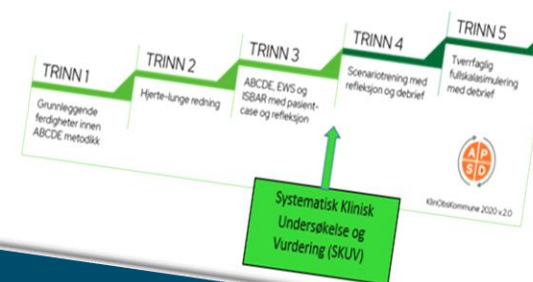 TRINN 1
Grunnleggende
ferdigheter innen
ABCDE metodikk
TRINN 2
Hjerte-lunge redning
TRINN 3
ABCDE, EWS og
ISBAR med pasient-
case og refleksjon
TRINN 4
Scenariotrening med
refleksjon og debrief
TRINN 5
Tverrfaglig
fullskalasimulering
med debrief
A P
S D
KlinObsKommune 2020 v.2.0
Systematisk Klinisk
Undersøkelse og
Vurdering (SKUV)